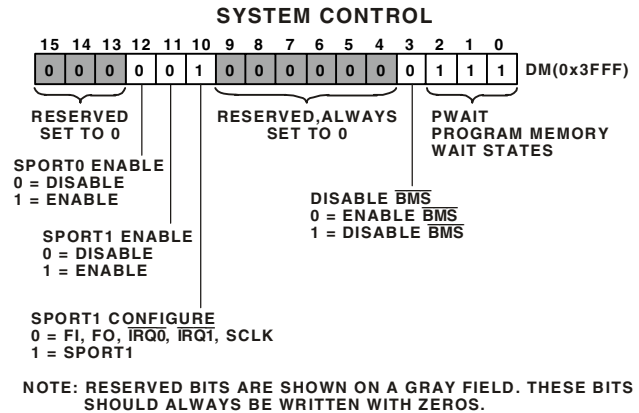 SYSTEM CONTROL
15 14 13 12 11 10 9 8 7 6 5 4 3 2 1 0
0 0 0 0 0 1 0 0 0 0 0 0 0 1 1 1 DM(0x3FFF)
RESERVED
SET TO 0
RESERVED,ALWAYS
SET TO 0
PWAIT
PROGRAM MEMORY
WAIT STATES
SPORT0 ENABLE
0 = DISABLE
1 = ENABLE
DISABLE BMS
0 = ENABLE BMS
1 = DISABLE BMS
SPORT1 ENABLE
0 = DISABLE
1 = ENABLE
SPORT1 CONFIGURE
0 = FI, FO, IRQ0, IRQ1, SCLK
1 = SPORT1
NOTE: RESERVED BITS ARE SHOWN ON A GRAY FIELD. THESE BITS
SHOULD ALWAYS BE WRITTEN WITH ZEROS.